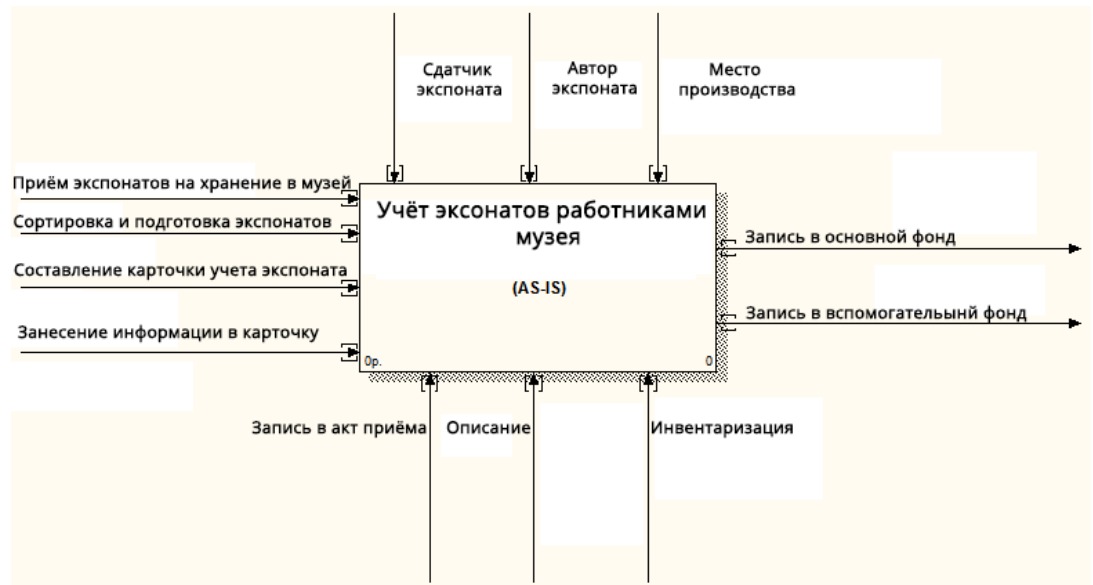 Сдатчик
экспоната
Автор
экспоната
Место
производства
Приём экспонатов на хранение в музей
Сортировка и подготовка экспонатов
Составление карточки учета экспоната
Занесение информации в карточку
Учёт эксонатов работниками
музея
(AS-IS)
0р.
0
Запись в основной фонд
Запись в вспомогательынй фонд
Запись в акт приёма
Описание
Инвентаризация